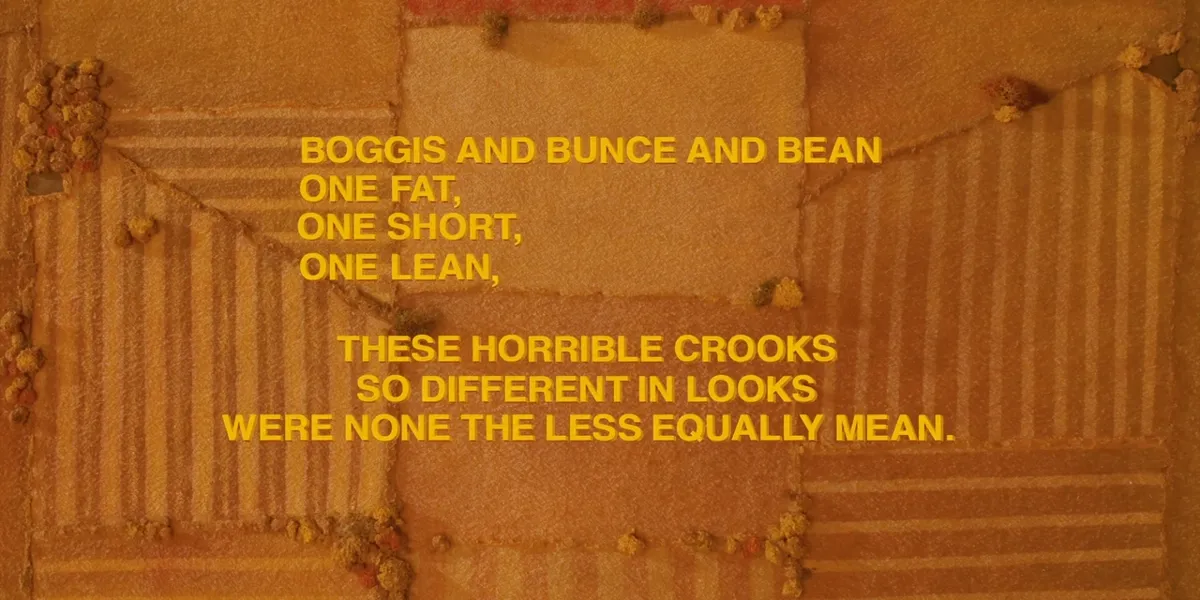 BOGGIS AND BUNCE AND BEAN
ONE FAT,
ONE SHORT,
ONE LEAN,
THESE HORRIBLE CROOKS
SO DIFFERENT IN LOOKS
WERE NONE THE LESS EQUALLY MEAN.